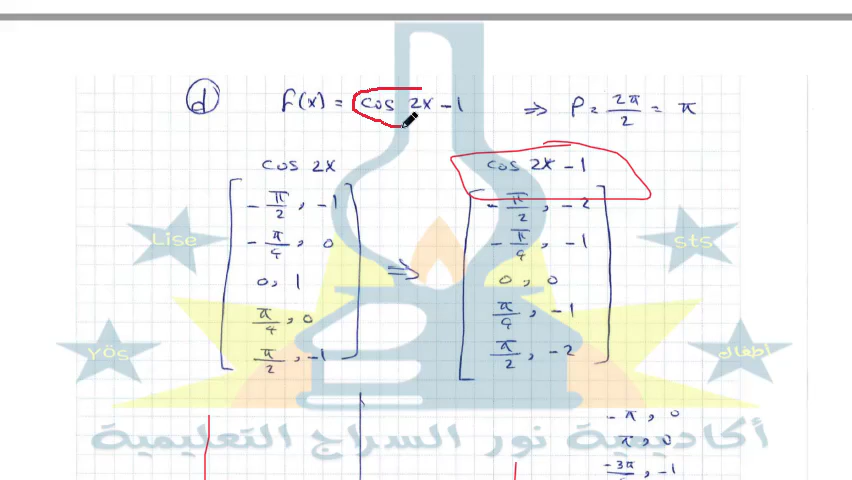 d f(x) = cos 2x - 1 ⇒ P = 2π/2 = π
cos 2x cos 2x - 1
-π/2 , -1 -π/2 , -2
-π/4 , 0 -π/4 , -1
Lise sts
0 , 1 ⇒ 0 , 0
π/4 , 0 π/4 , -1
YÖS π/2 , -1 π/2 , -2 أطفال
-π , 0
أكاديمية نور السراج التعليمية
π , 0
-3π/4 , -1